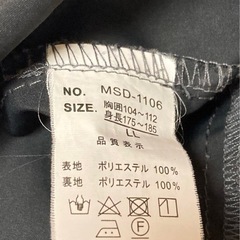 NO. MSD-1106
SIZE. 胸囲104~112
身長175~185
LL
品質表示
表地 ポリエステル 100%
裏地 ポリエステル 100%